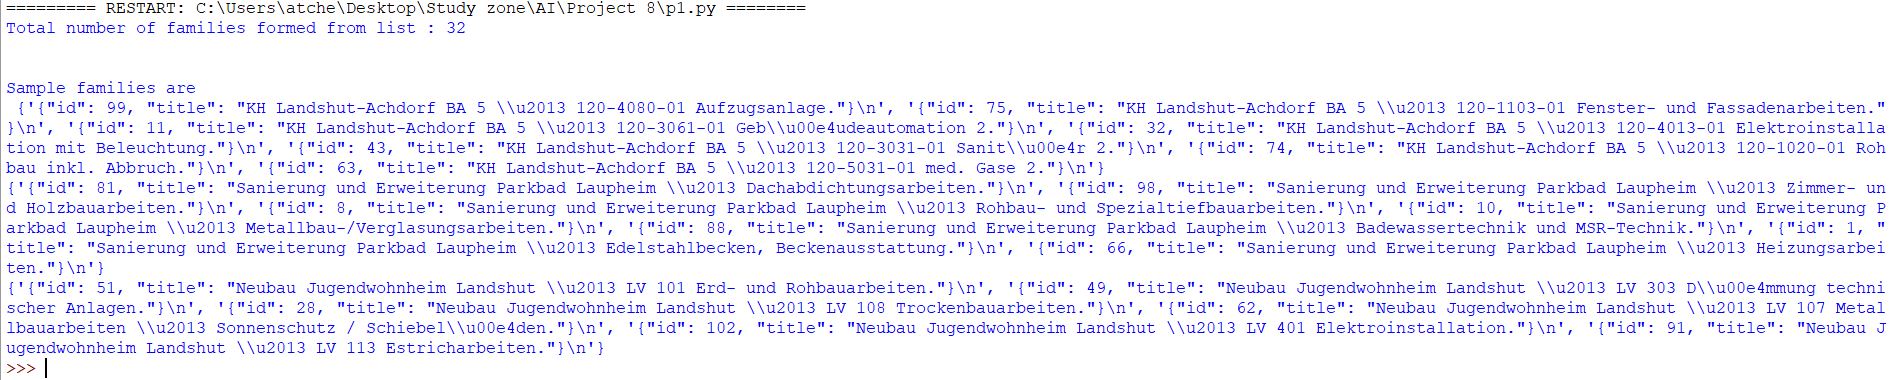 ========= RESTART: C:\Users\atche\Desktop\Study zone\AI\Project 8\p1.py ========
Total number of families formed from list : 32
Sample families are
 {'{"id": 99, "title": "KH Landshut-Achdorf BA 5 \\u2013 120-4080-01 Aufzugsanlage."}\n', '{"id": 75, "title": "KH Landshut-Achdorf BA 5 \\u2013 120-1103-01 Fenster- und Fassadenarbeiten."
}\n', '{"id": 11, "title": "KH Landshut-Achdorf BA 5 \\u2013 120-3061-01 Geb\\u00e4udeautomation 2."}\n', '{"id": 32, "title": "KH Landshut-Achdorf BA 5 \\u2013 120-4013-01 Elektroinstalla
tion mit Beleuchtung."}\n', '{"id": 43, "title": "KH Landshut-Achdorf BA 5 \\u2013 120-3031-01 Sanit\\u00e4r 2."}\n', '{"id": 74, "title": "KH Landshut-Achdorf BA 5 \\u2013 120-1020-01 Roh
bau inkl. Abbruch."}\n', '{"id": 63, "title": "KH Landshut-Achdorf BA 5 \\u2013 120-5031-01 med. Gase 2."}\n'}
{'{"id": 81, "title": "Sanierung und Erweiterung Parkbad Laupheim \\u2013 Dachabdichtungsarbeiten."}\n', '{"id": 98, "title": "Sanierung und Erweiterung Parkbad Laupheim \\u2013 Zimmer- un
d Holzbauarbeiten."}\n', '{"id": 8, "title": "Sanierung und Erweiterung Parkbad Laupheim \\u2013 Rohbau- und Spezialtiefbauarbeiten."}\n', '{"id": 10, "title": "Sanierung und Erweiterung P
arkbad Laupheim \\u2013 Metallbau-/Verglasungsarbeiten."}\n', '{"id": 88, "title": "Sanierung und Erweiterung Parkbad Laupheim \\u2013 Badewassertechnik und MSR-Technik."}\n', '{"id": 1, "
title": "Sanierung und Erweiterung Parkbad Laupheim \\u2013 Edelstahlbecken, Beckenausstattung."}\n', '{"id": 66, "title": "Sanierung und Erweiterung Parkbad Laupheim \\u2013 Heizungsarbei
ten."}\n'}
{'{"id": 51, "title": "Neubau Jugendwohnheim Landshut \\u2013 LV 101 Erd- und Rohbauarbeiten."}\n', '{"id": 49, "title": "Neubau Jugendwohnheim Landshut \\u2013 LV 303 D\\u00e4mmung techni
scher Anlagen."}\n', '{"id": 28, "title": "Neubau Jugendwohnheim Landshut \\u2013 LV 108 Trockenbauarbeiten."}\n', '{"id": 62, "title": "Neubau Jugendwohnheim Landshut \\u2013 LV 107 Metal
lbauarbeiten \\u2013 Sonnenschutz / Schiebel\\u00e4den."}\n', '{"id": 102, "title": "Neubau Jugendwohnheim Landshut \\u2013 LV 401 Elektroinstallation."}\n', '{"id": 91, "title": "Neubau J
ugendwohnheim Landshut \\u2013 LV 113 Estricharbeiten."}\n'}
>>>